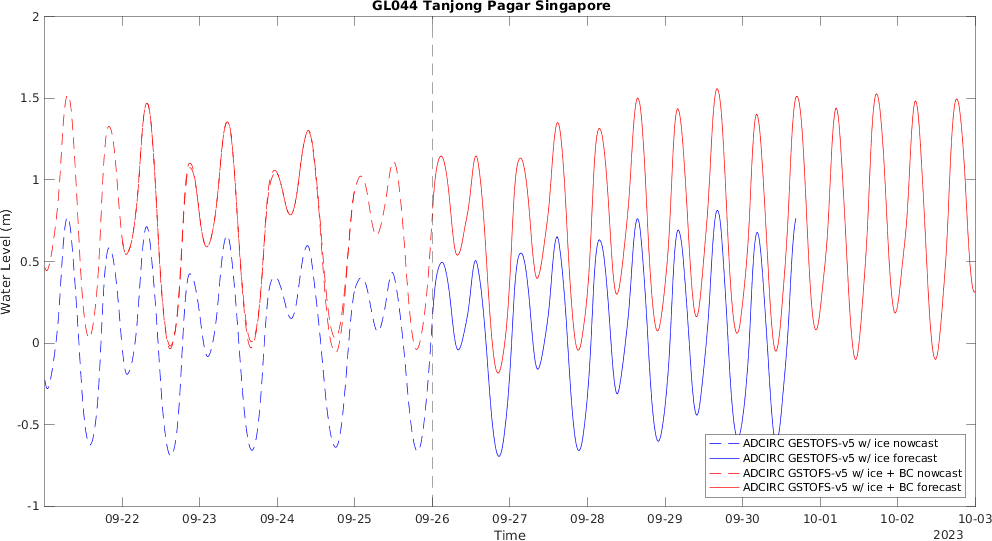 GL044 Tanjong Pagar Singapore
2
1.5
1
0.5
0
-0.5
-1
Water Level (m)
ADCIRC GESTOFS-v5 w/ ice nowcast
ADCIRC GESTOFS-v5 w/ ice forecast
ADCIRC GSTOFS-v5 w/ ice + BC nowcast
ADCIRC GSTOFS-v5 w/ ice + BC forecast
09-22 09-23 09-24 09-25 09-26 09-27 09-28 09-29 09-30 10-01 10-02 10-03
Time
2023